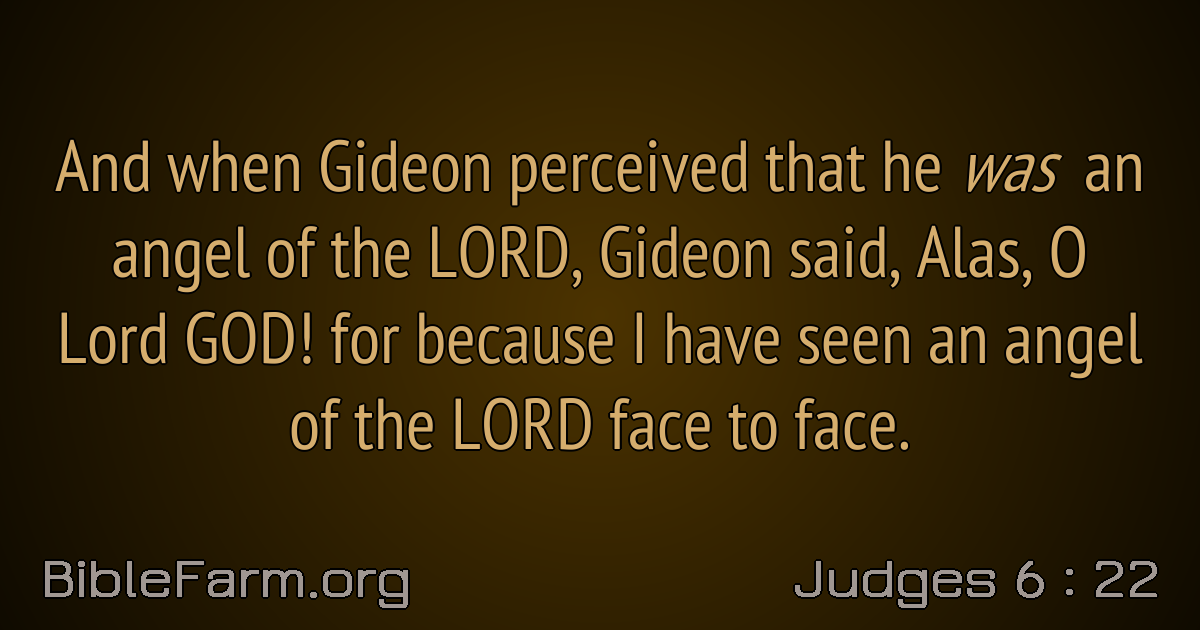 And when Gideon perceived that he was an
angel of the LORD, Gideon said, Alas, O
Lord GOD! for because I have seen an angel
of the LORD face to face.
BibleFarm.org
Judges 6 : 22